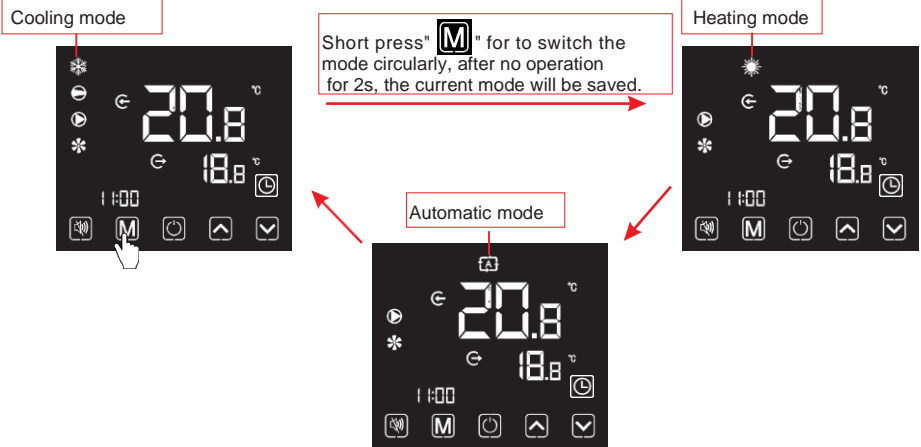 Cooling mode
Short press" M " for to switch the
mode circularly, after no operation
for 2s, the current mode will be saved.
Heating mode
20.8 °C
18.8 °C
11:00
M
20.8 °C
18.8 °C
11:00
M
Automatic mode
A
20.8 °C
18.8 °C
11:00
M